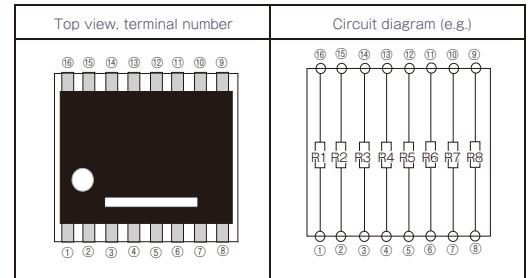 Top view, terminal number
Circuit diagram (e.g.)
⑯ ⑮ ⑭ ⑬ ⑫ ⑪ ⑩ ⑨
① ② ③ ④ ⑤ ⑥ ⑦ ⑧
⑯ ⑮ ⑭ ⑬ ⑫ ⑪ ⑩ ⑨
R1 R2 R3 R4 R5 R6 R7 R8
① ② ③ ④ ⑤ ⑥ ⑦ ⑧